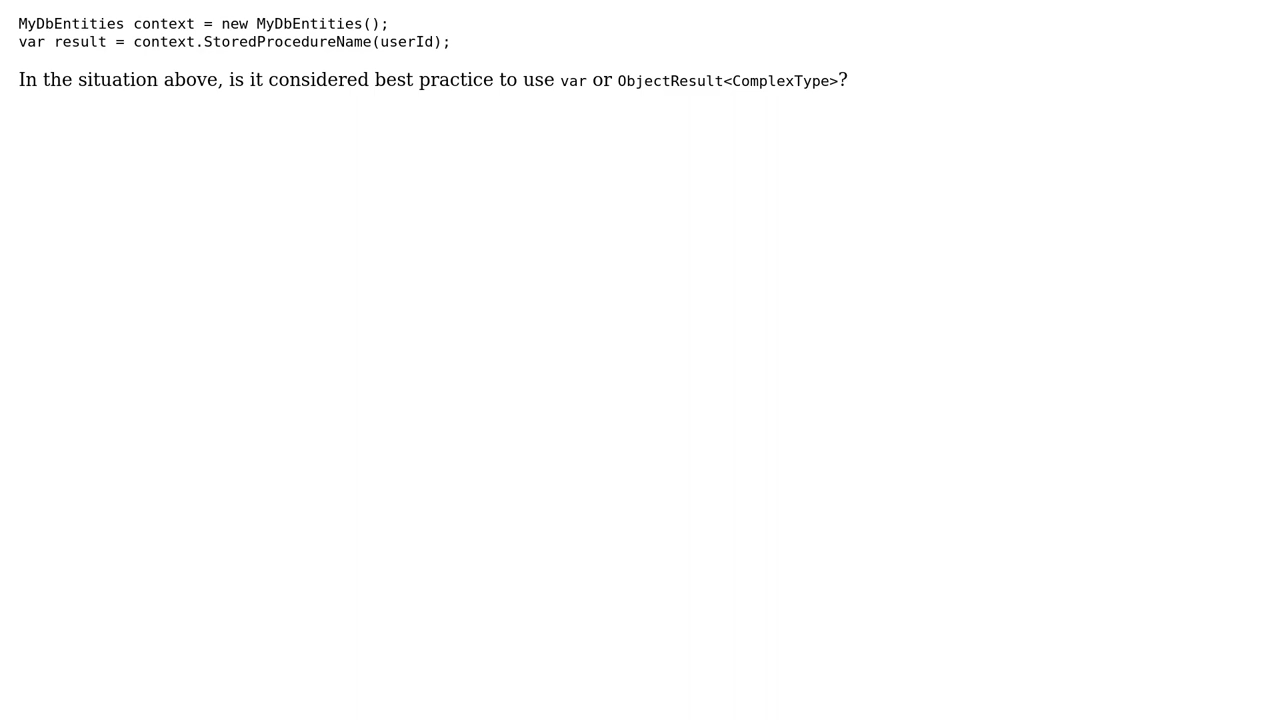 MyDbEntities context = new MyDbEntities();
var result = context.StoredProcedureName(userId);
In the situation above, is it considered best practice to use var or ObjectResult<ComplexType>?